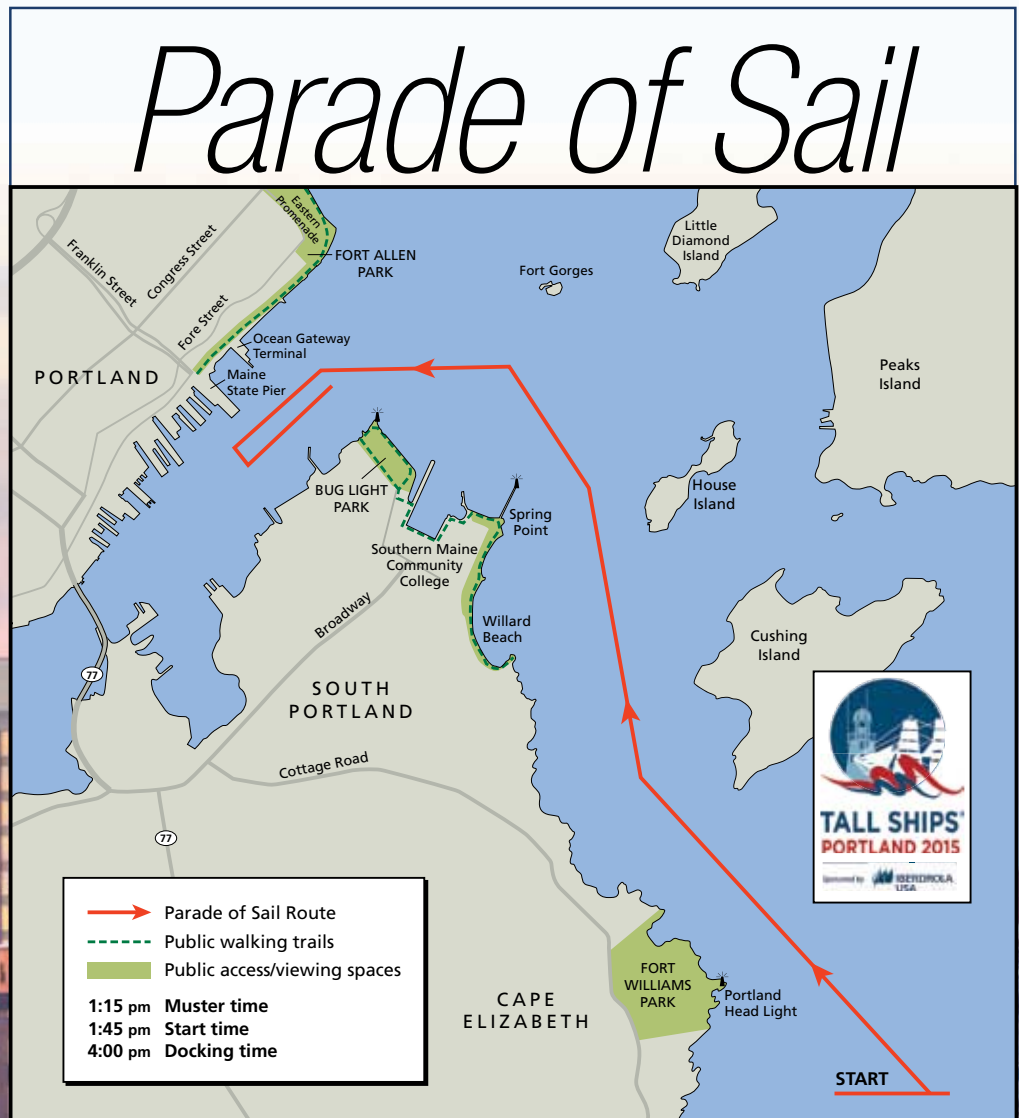 Parade of Sail
Eastern
Promenade
FORT ALLEN
PARK
Franklin Street
Congress Street
Fore Street
Little
Diamond
Island
Fort Gorges
Ocean Gateway
Terminal
PORTLAND
Maine
State Pier
Peaks
Island
BUG LIGHT
PARK
House
Island
Spring
Point
Southern Maine
Community
College
Broadway
Willard
Beach
Cushing
Island
77
SOUTH
PORTLAND
Cottage Road
77
TALL SHIPS®
PORTLAND 2015
Sponsored by IBERDROLA
USA
Parade of Sail Route
Public walking trails
Public access/viewing spaces
1:15 pm Muster time
1:45 pm Start time
4:00 pm Docking time
FORT
WILLIAMS
PARK
Portland
Head Light
CAPE
ELIZABETH
START